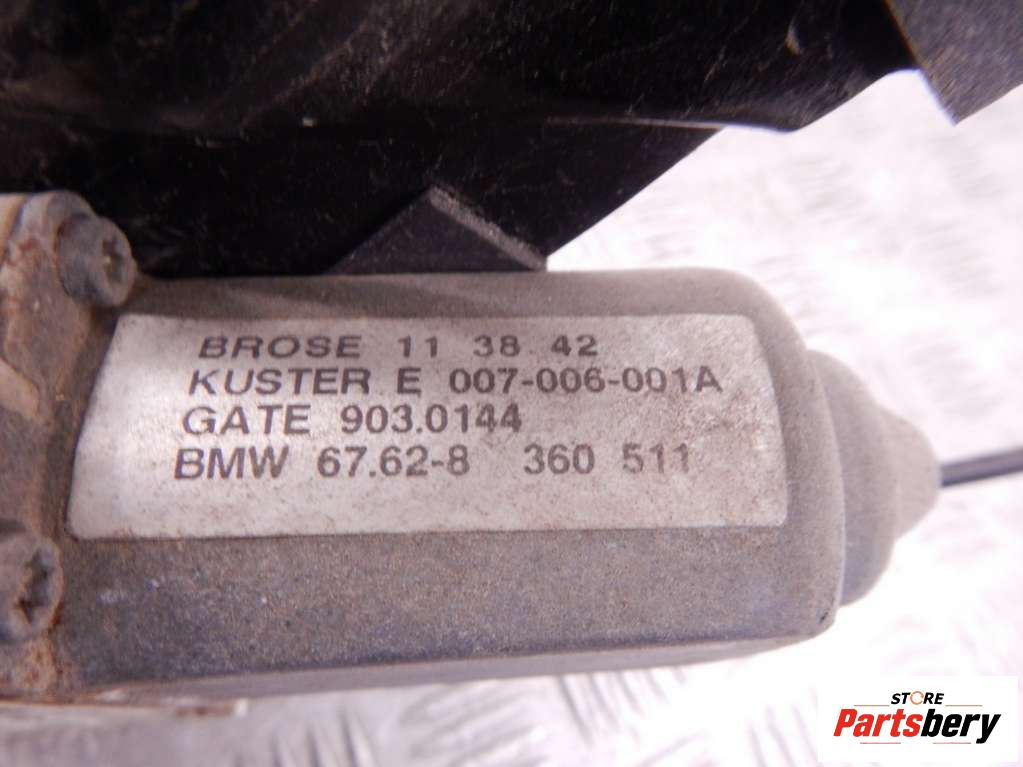 BROSE 11 38 42
KUSTER E 007-006-001A
GATE 903.0144
BMW 67.62-8 360 511
STORE
Partsbery